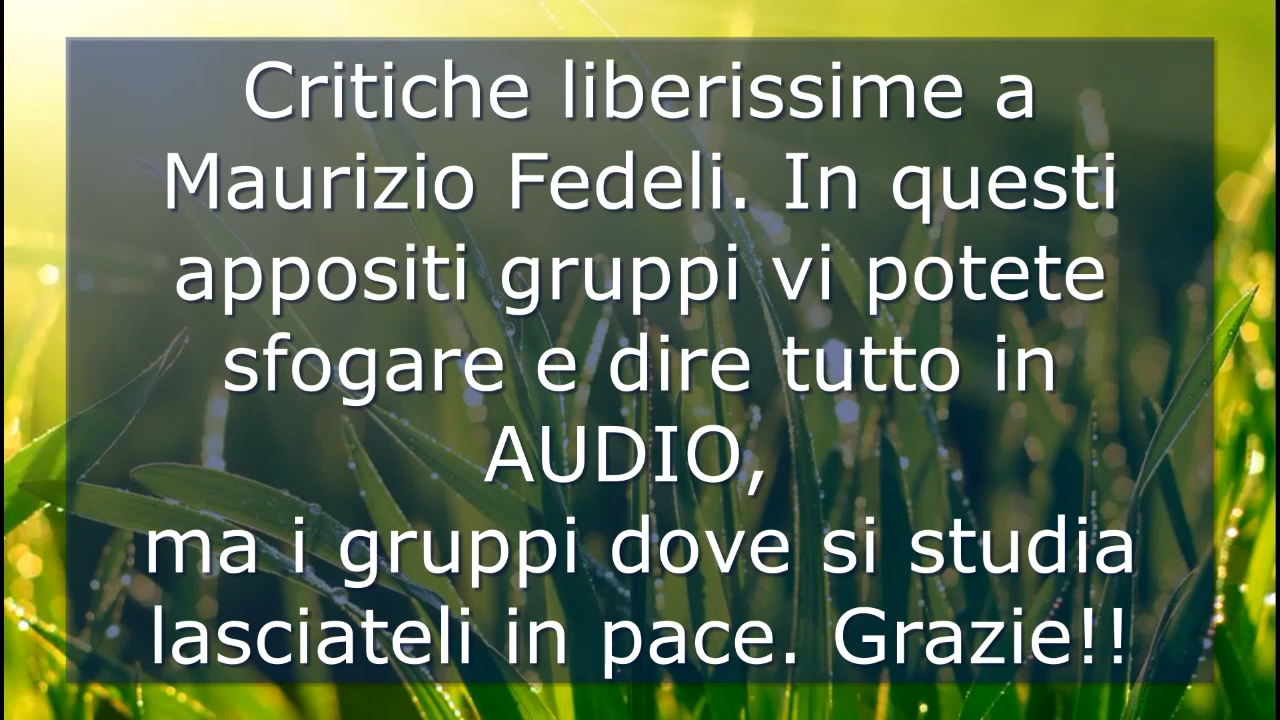 Critiche liberissime a
Maurizio Fedeli. In questi
appositi gruppi vi potete
sfogare e dire tutto in
AUDIO,
ma i gruppi dove si studia
lasciateli in pace. Grazie!!